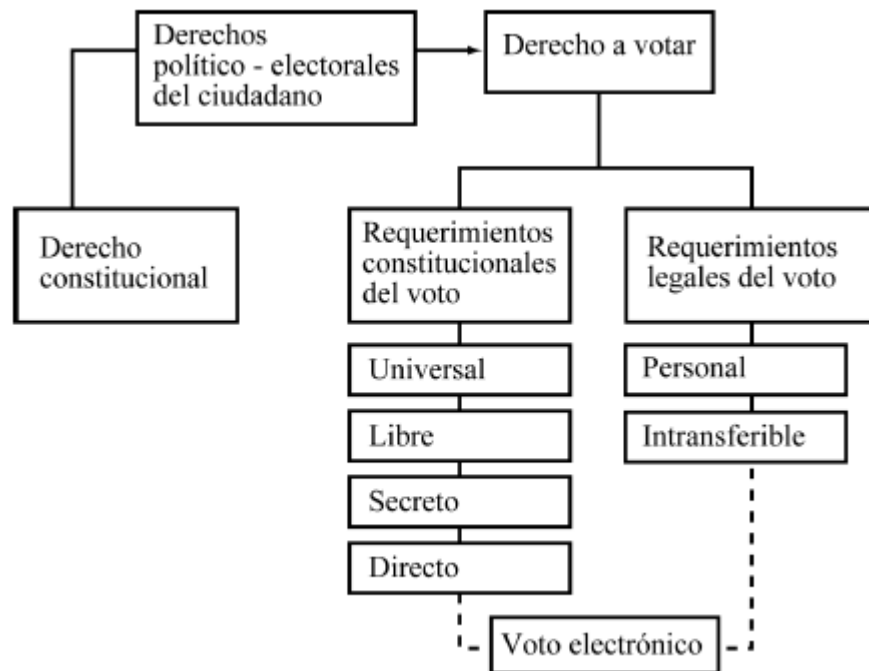 Derechos
político - electorales
del ciudadano
Derecho a votar
Derecho
constitucional
Requerimientos
constitucionales
del voto
Requerimientos
legales del voto
Universal
Libre
Secreto
Directo
Personal
Intransferible
Voto electrónico